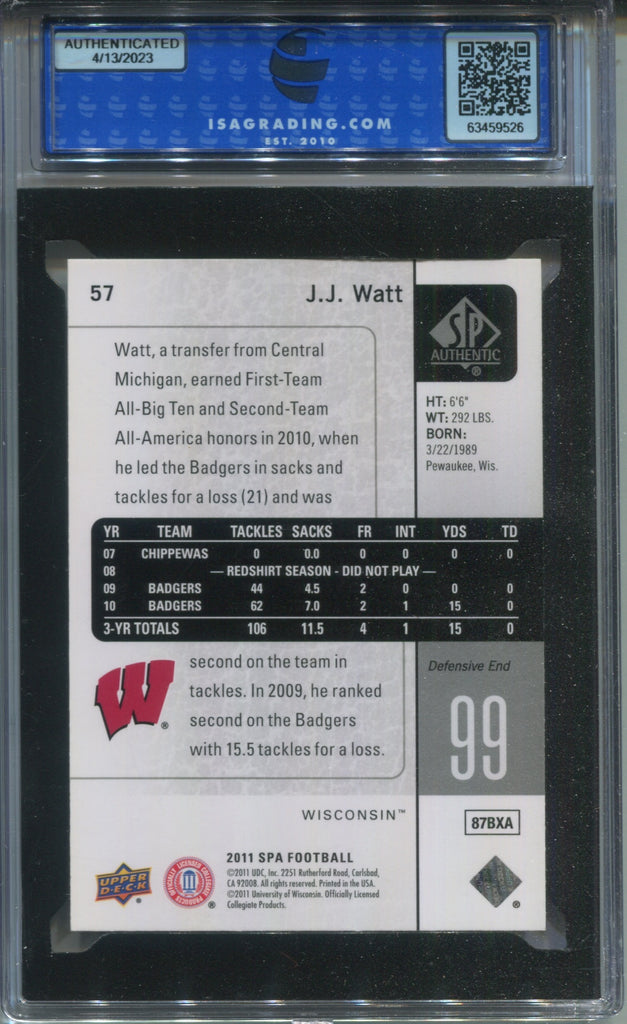 AUTHENTICATED
4/13/2023
ISAGRADING.COM
EST. 2010
63459526
57
J.J. Watt
SP
AUTHENTIC
®
HT: 6'6"
WT: 292 LBS.
BORN:
3/22/1989
Pewaukee, Wis.
Watt, a transfer from Central
Michigan, earned First-Team
All-Big Ten and Second-Team
All-America honors in 2010, when
he led the Badgers in sacks and
tackles for a loss (21) and was
YR TEAM TACKLES SACKS FR INT YDS TD
07 CHIPPEWAS 0 0.0 0 0 0 0
08 — REDSHIRT SEASON - DID NOT PLAY —
09 BADGERS 44 4.5 2 0 0 0
10 BADGERS 62 7.0 2 1 15 0
3-YR TOTALS 106 11.5 4 1 15 0
W
®
second on the team in
tackles. In 2009, he ranked
second on the Badgers
with 15.5 tackles for a loss.
Defensive End
99
WISCONSIN™
87BXA
UPPER
DECK
®
OFFICIALLY LICENSED COLLEGIATE PRODUCTS
®
2011 SPA FOOTBALL
©2011 UDC, Inc. 2251 Rutherford Road, Carlsbad,
CA 92008. All rights reserved. Printed in the USA.
©2011 University of Wisconsin. Officially Licensed
Collegiate Products.
®